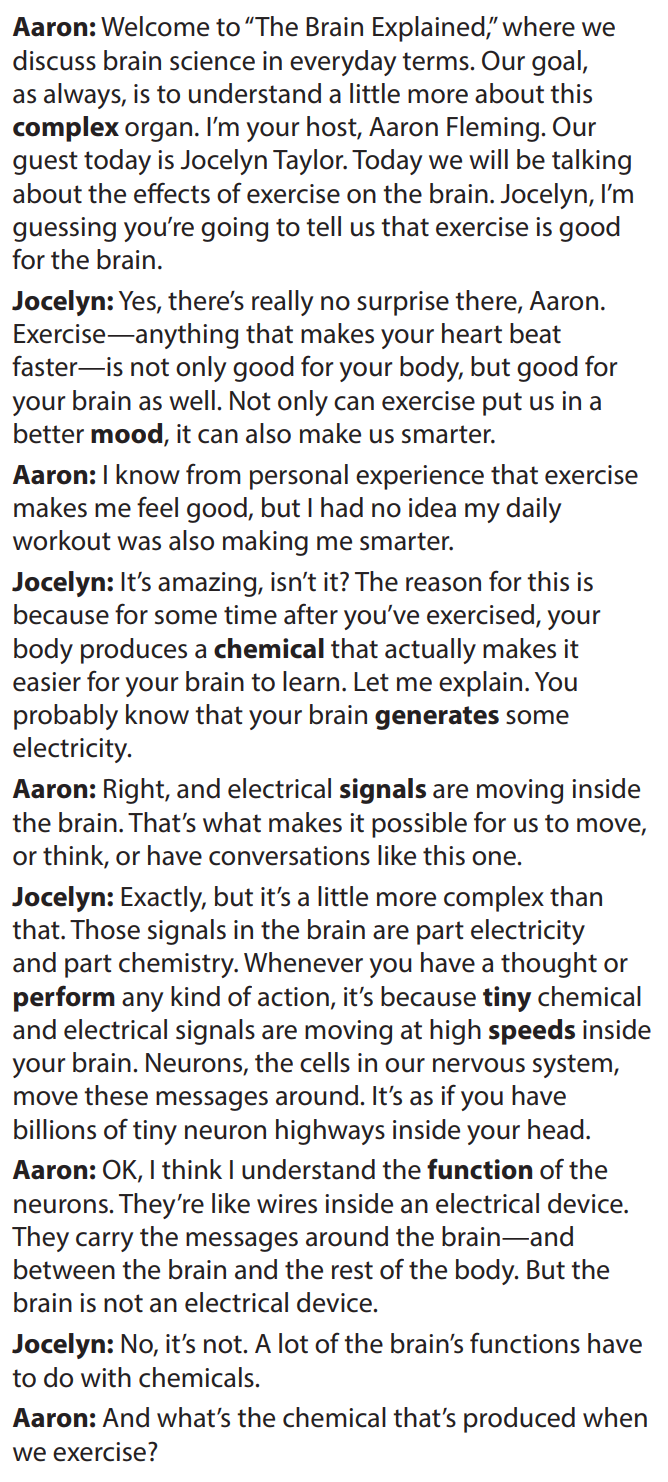 Aaron: Welcome to “The Brain Explained,” where we
discuss brain science in everyday terms. Our goal,
as always, is to understand a little more about this
complex organ. I’m your host, Aaron Fleming. Our
guest today is Jocelyn Taylor. Today we will be talking
about the effects of exercise on the brain. Jocelyn, I’m
guessing you’re going to tell us that exercise is good
for the brain.
Jocelyn: Yes, there’s really no surprise there, Aaron.
Exercise—anything that makes your heart beat
faster—is not only good for your body, but good for
your brain as well. Not only can exercise put us in a
better mood, it can also make us smarter.
Aaron: I know from personal experience that exercise
makes me feel good, but I had no idea my daily
workout was also making me smarter.
Jocelyn: It’s amazing, isn’t it? The reason for this is
because for some time after you’ve exercised, your
body produces a chemical that actually makes it
easier for your brain to learn. Let me explain. You
probably know that your brain generates some
electricity.
Aaron: Right, and electrical signals are moving inside
the brain. That’s what makes it possible for us to move,
or think, or have conversations like this one.
Jocelyn: Exactly, but it’s a little more complex than
that. Those signals in the brain are part electricity
and part chemistry. Whenever you have a thought or
perform any kind of action, it’s because tiny chemical
and electrical signals are moving at high speeds inside
your brain. Neurons, the cells in our nervous system,
move these messages around. It’s as if you have
billions of tiny neuron highways inside your head.
Aaron: OK, I think I understand the function of the
neurons. They’re like wires inside an electrical device.
They carry the messages around the brain—and
between the brain and the rest of the body. But the
brain is not an electrical device.
Jocelyn: No, it’s not. A lot of the brain’s functions have
to do with chemicals.
Aaron: And what’s the chemical that’s produced when
we exercise?